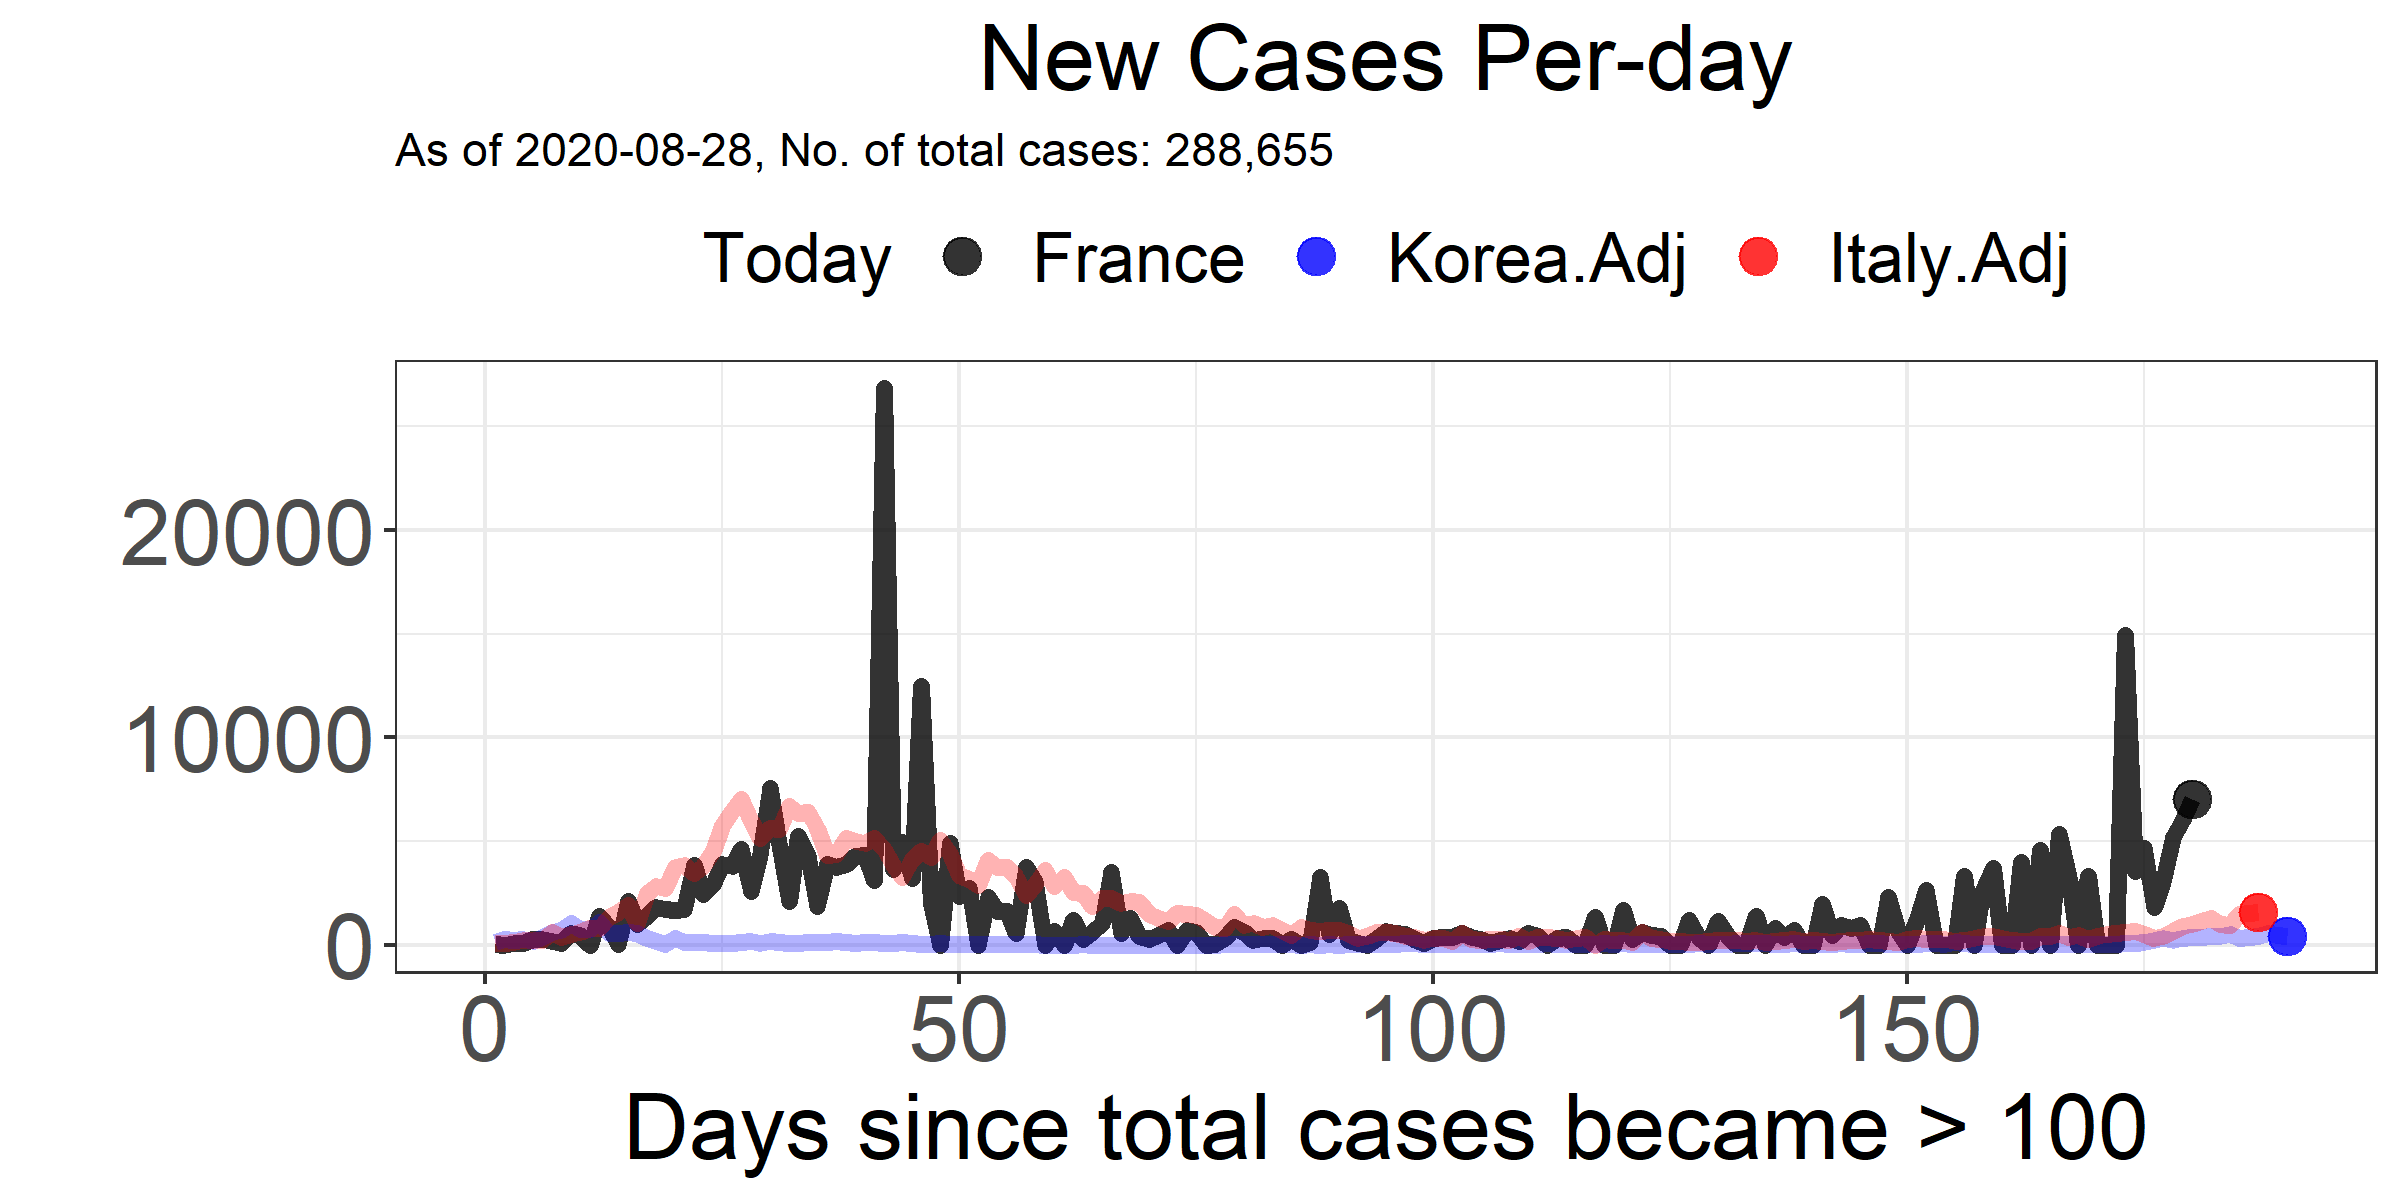 New Cases Per-day
As of 2020-08-28, No. of total cases: 288,655
Today France Korea.Adj Italy.Adj
20000
10000
0
0 50 100 150
Days since total cases became > 100